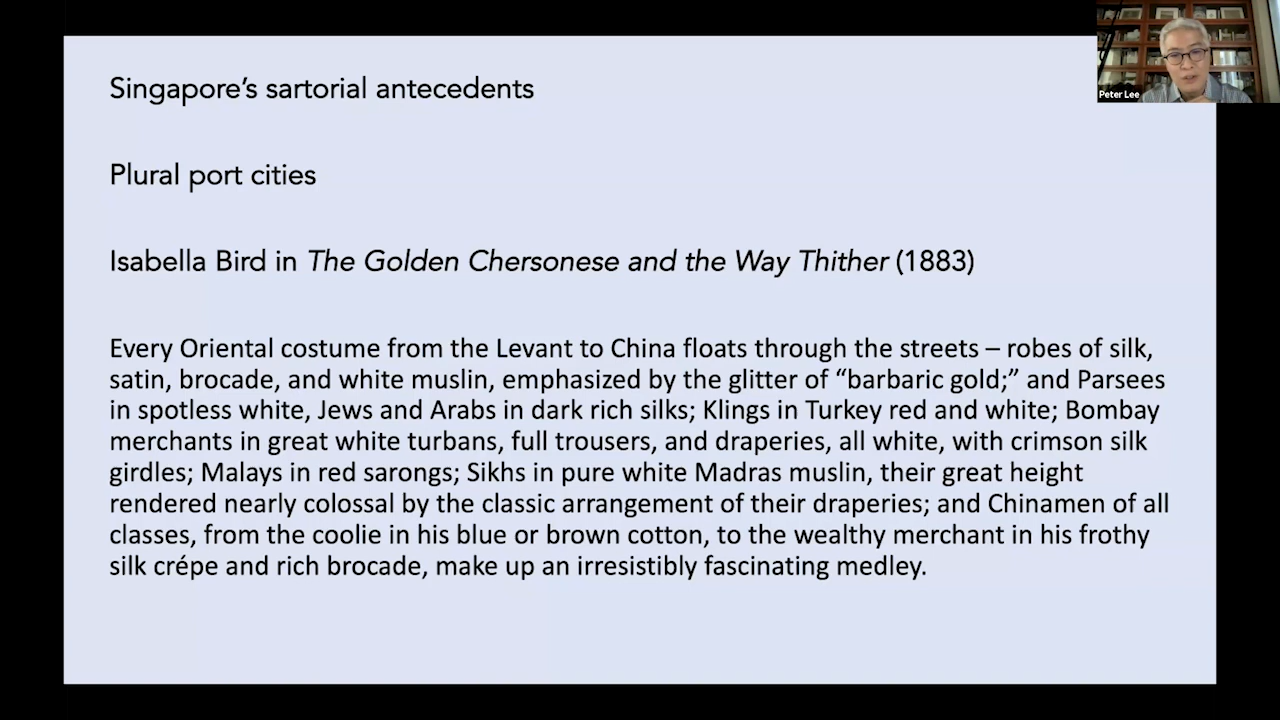 Singapore’s sartorial antecedents
Plural port cities
Isabella Bird in The Golden Chersonese and the Way Thither (1883)
Every Oriental costume from the Levant to China floats through the streets – robes of silk,
satin, brocade, and white muslin, emphasized by the glitter of “barbaric gold;” and Parsees
in spotless white, Jews and Arabs in dark rich silks; Klings in Turkey red and white; Bombay
merchants in great white turbans, full trousers, and draperies, all white, with crimson silk
girdles; Malays in red sarongs; Sikhs in pure white Madras muslin, their great height
rendered nearly colossal by the classic arrangement of their draperies; and Chinamen of all
classes, from the coolie in his blue or brown cotton, to the wealthy merchant in his frothy
silk crépe and rich brocade, make up an irresistibly fascinating medley.
Peter Lee